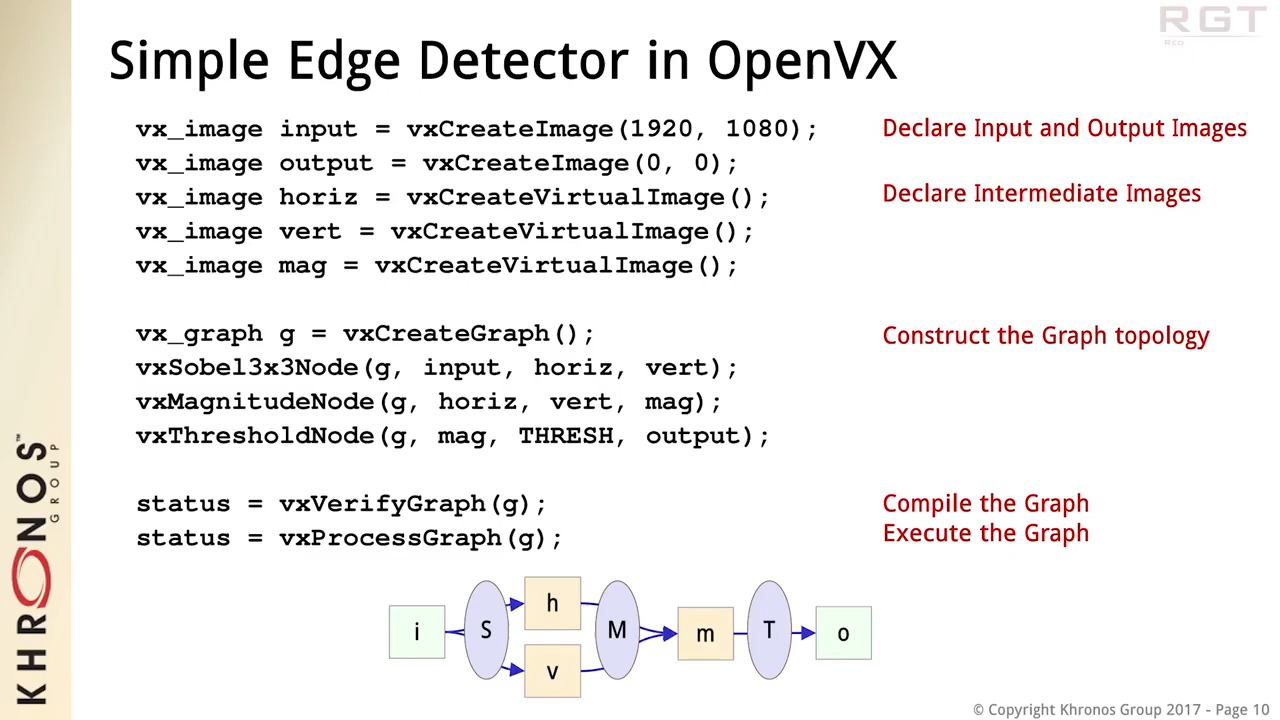 RGT
RED
Simple Edge Detector in OpenVX
vx_image input = vxCreateImage(1920, 1080);
Declare Input and Output Images
vx_image output = vxCreateImage(0, 0);
vx_image horiz = vxCreateVirtualImage();
Declare Intermediate Images
vx_image vert = vxCreateVirtualImage();
vx_image mag = vxCreateVirtualImage();
vx_graph g = vxCreateGraph();
Construct the Graph topology
vxSobel3x3Node(g, input, horiz, vert);
vxMagnitudeNode(g, horiz, vert, mag);
vxThresholdNode(g, mag, THRESH, output);
status = vxVerifyGraph(g);
Compile the Graph
status = vxProcessGraph(g);
Execute the Graph
i
S
h
v
M
m
T
o
KHRONOS™
GROUP
© Copyright Khronos Group 2017 - Page 10